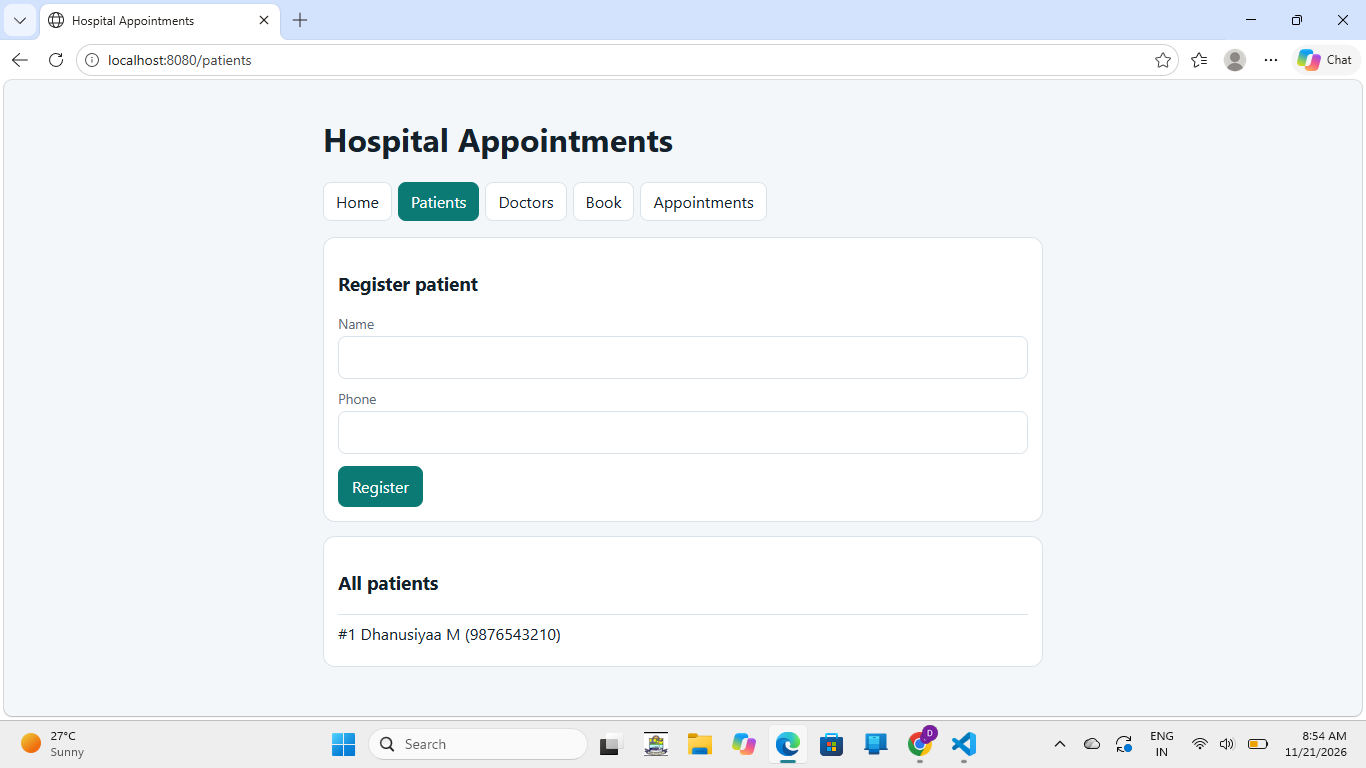 Hospital Appointments
localhost:8080/patients
Chat
Hospital Appointments
Home Patients Doctors Book Appointments
Register patient
Name
Phone
Register
All patients
#1 Dhanusiyaa M (9876543210)
27°C
Sunny
Search
D
ENG
IN
8:54 AM
11/21/2026